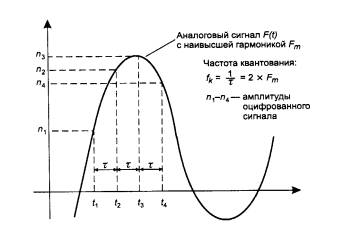 Аналоговый сигнал F(t)
с наивысшей гармоникой Fm
Частота квантования:
fk = 1/τ = 2 × Fm
n1–n4 — амплитуды
оцифрованного
сигнала
n3
n2
n4
n1
τ τ τ
t1 t2 t3 t4